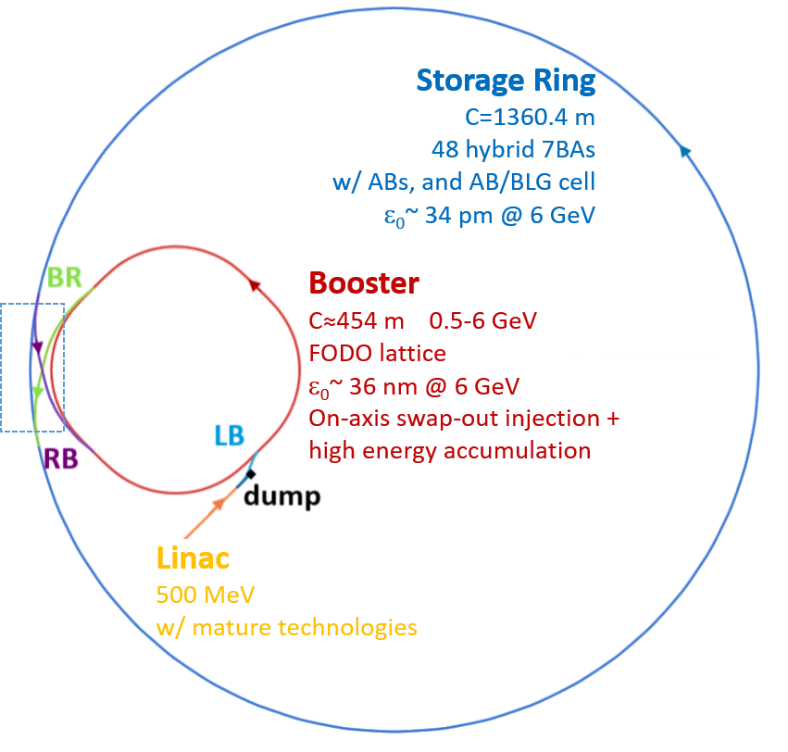 Storage Ring
C=1360.4 m
48 hybrid 7BAs
w/ ABs, and AB/BLG cell
ε₀~ 34 pm @ 6 GeV
BR
Booster
C≈454 m 0.5-6 GeV
FODO lattice
ε₀~ 36 nm @ 6 GeV
On-axis swap-out injection +
high energy accumulation
LB
RB
dump
Linac
500 MeV
w/ mature technologies